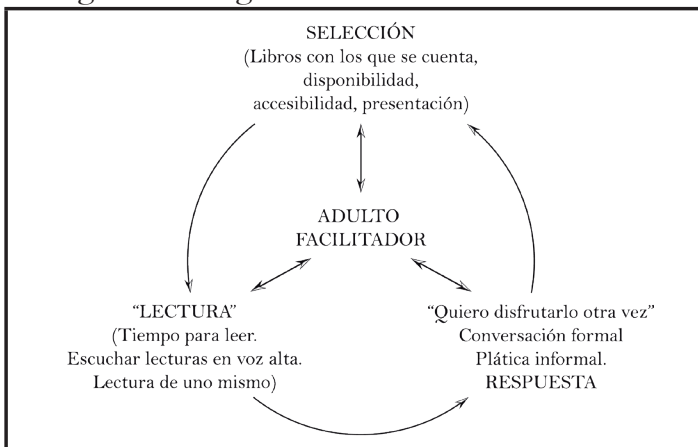 SELECCIÓN
(Libros con los que se cuenta,
disponibilidad,
accesibilidad, presentación)
ADULTO
FACILITADOR
“LECTURA”
(Tiempo para leer.
Escuchar lecturas en voz alta.
Lectura de uno mismo)
“Quiero disfrutarlo otra vez”
Conversación formal
Plática informal.
RESPUESTA